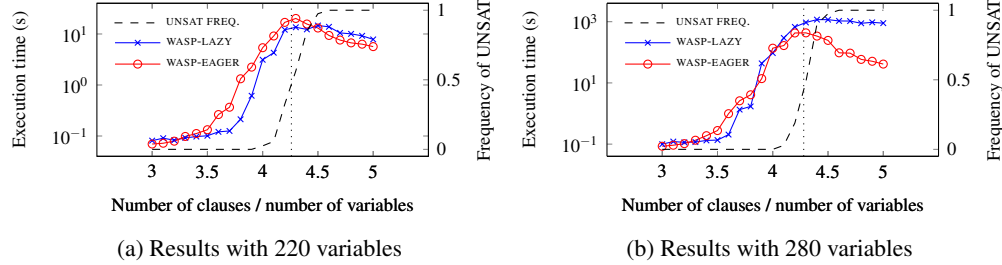 UNSAT FREQ.
WASP-LAZY
WASP-EAGER
Execution time (s)
10^1
10^0
10^−1
1
0.5
0
Frequency of UNSAT
3 3.5 4 4.5 5
Number of clauses / number of variables
(a) Results with 220 variables
UNSAT FREQ.
WASP-LAZY
WASP-EAGER
Execution time (s)
10^3
10^1
10^−1
1
0.5
0
Frequency of UNSAT
3 3.5 4 4.5 5
Number of clauses / number of variables
(b) Results with 280 variables